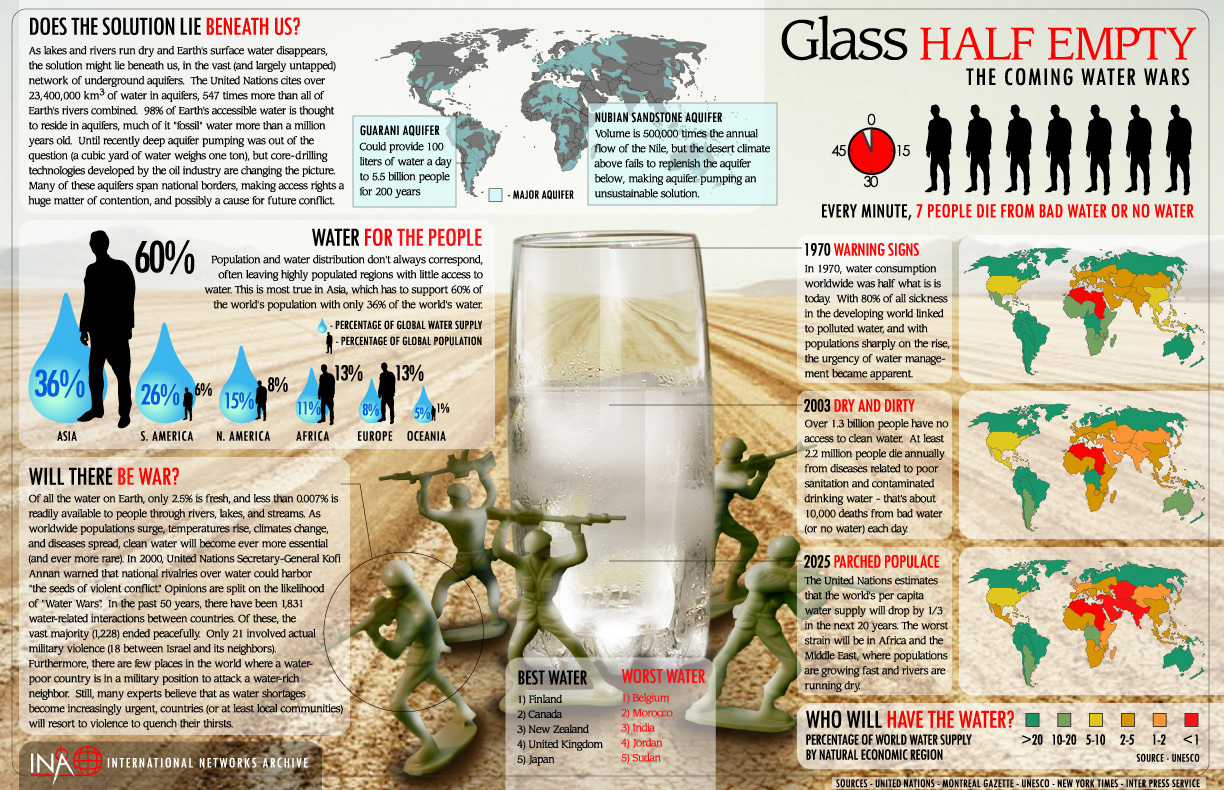 DOES THE SOLUTION LIE BENEATH US?
As lakes and rivers run dry and Earth's surface water disappears,
the solution might lie beneath us, in the vast (and largely untapped)
network of underground aquifers. The United Nations cites over
23,400,000 km³ of water in aquifers, 547 times more than all of
Earth's rivers combined. 98% of Earth's accessible water is thought
to reside in aquifers, much of it "fossil" water more than a million
years old. Until recently deep aquifer pumping was out of the
question (a cubic yard of water weighs one ton), but core-drilling
technologies developed by the oil industry are changing the picture.
Many of these aquifers span national borders, making access rights a
huge matter of contention, and possibly a cause for future conflict.
GUARANI AQUIFER
Could provide 100
liters of water a day
to 5.5 billion people
for 200 years
- MAJOR AQUIFER
NUBIAN SANDSTONE AQUIFER
Volume is 500,000 times the annual
flow of the Nile, but the desert climate
above fails to replenish the aquifer
below, making aquifer pumping an
unsustainable solution.
Glass HALF EMPTY
THE COMING WATER WARS
0
45
15
30
EVERY MINUTE, 7 PEOPLE DIE FROM BAD WATER OR NO WATER
WATER FOR THE PEOPLE
Population and water distribution don't always correspond,
often leaving highly populated regions with little access to
water. This is most true in Asia, which has to support 60% of
the world's population with only 36% of the world's water.
- PERCENTAGE OF GLOBAL WATER SUPPLY
- PERCENTAGE OF GLOBAL POPULATION
60%
36%
26%
6%
15%
8%
11%
13%
8%
13%
5%
1%
ASIA
S. AMERICA
N. AMERICA
AFRICA
EUROPE
OCEANIA
WILL THERE BE WAR?
Of all the water on Earth, only 2.5% is fresh, and less than 0.007% is
readily available to people through rivers, lakes, and streams. As
worldwide populations surge, temperatures rise, climates change,
and diseases spread, clean water will become ever more essential
(and ever more rare). In 2000, United Nations Secretary-General Kofi
Annan warned that national rivalries over water could harbor
"the seeds of violent conflict." Opinions are split on the likelihood
of "Water Wars". In the past 50 years, there have been 1,831
water-related interactions between countries. Of these, the
vast majority (1,228) ended peacefully. Only 21 involved actual
military violence (18 between Israel and its neighbors).
Furthermore, there are few places in the world where a water-
poor country is in a military position to attack a water-rich
neighbor. Still, many experts believe that as water shortages
become increasingly urgent, countries (or at least local communities)
will resort to violence to quench their thirsts.
INA INTERNATIONAL NETWORKS ARCHIVE
BEST WATER
1) Finland
2) Canada
3) New Zealand
4) United Kingdom
5) Japan
WORST WATER
1) Belgium
2) Morocco
3) India
4) Jordan
5) Sudan
1970 WARNING SIGNS
In 1970, water consumption
worldwide was half what is is
today. With 80% of all sickness
in the developing world linked
to polluted water, and with
populations sharply on the rise,
the urgency of water manage-
ment became apparent.
2003 DRY AND DIRTY
Over 1.3 billion people have no
access to clean water. At least
2.2 million people die annually
from diseases related to poor
sanitation and contaminated
drinking water - that's about
10,000 deaths from bad water
(or no water) each day.
2025 PARCHED POPULACE
The United Nations estimates
that the world's per capita
water supply will drop by 1/3
in the next 20 years. The worst
strain will be in Africa and the
Middle East, where populations
are growing fast and rivers are
running dry.
WHO WILL HAVE THE WATER?
PERCENTAGE OF WORLD WATER SUPPLY
BY NATURAL ECONOMIC REGION
>20 10-20 5-10 2-5 1-2 <1
SOURCE - UNESCO
SOURCES - UNITED NATIONS - MONTREAL GAZETTE - UNESCO - NEW YORK TIMES - INTER PRESS SERVICE